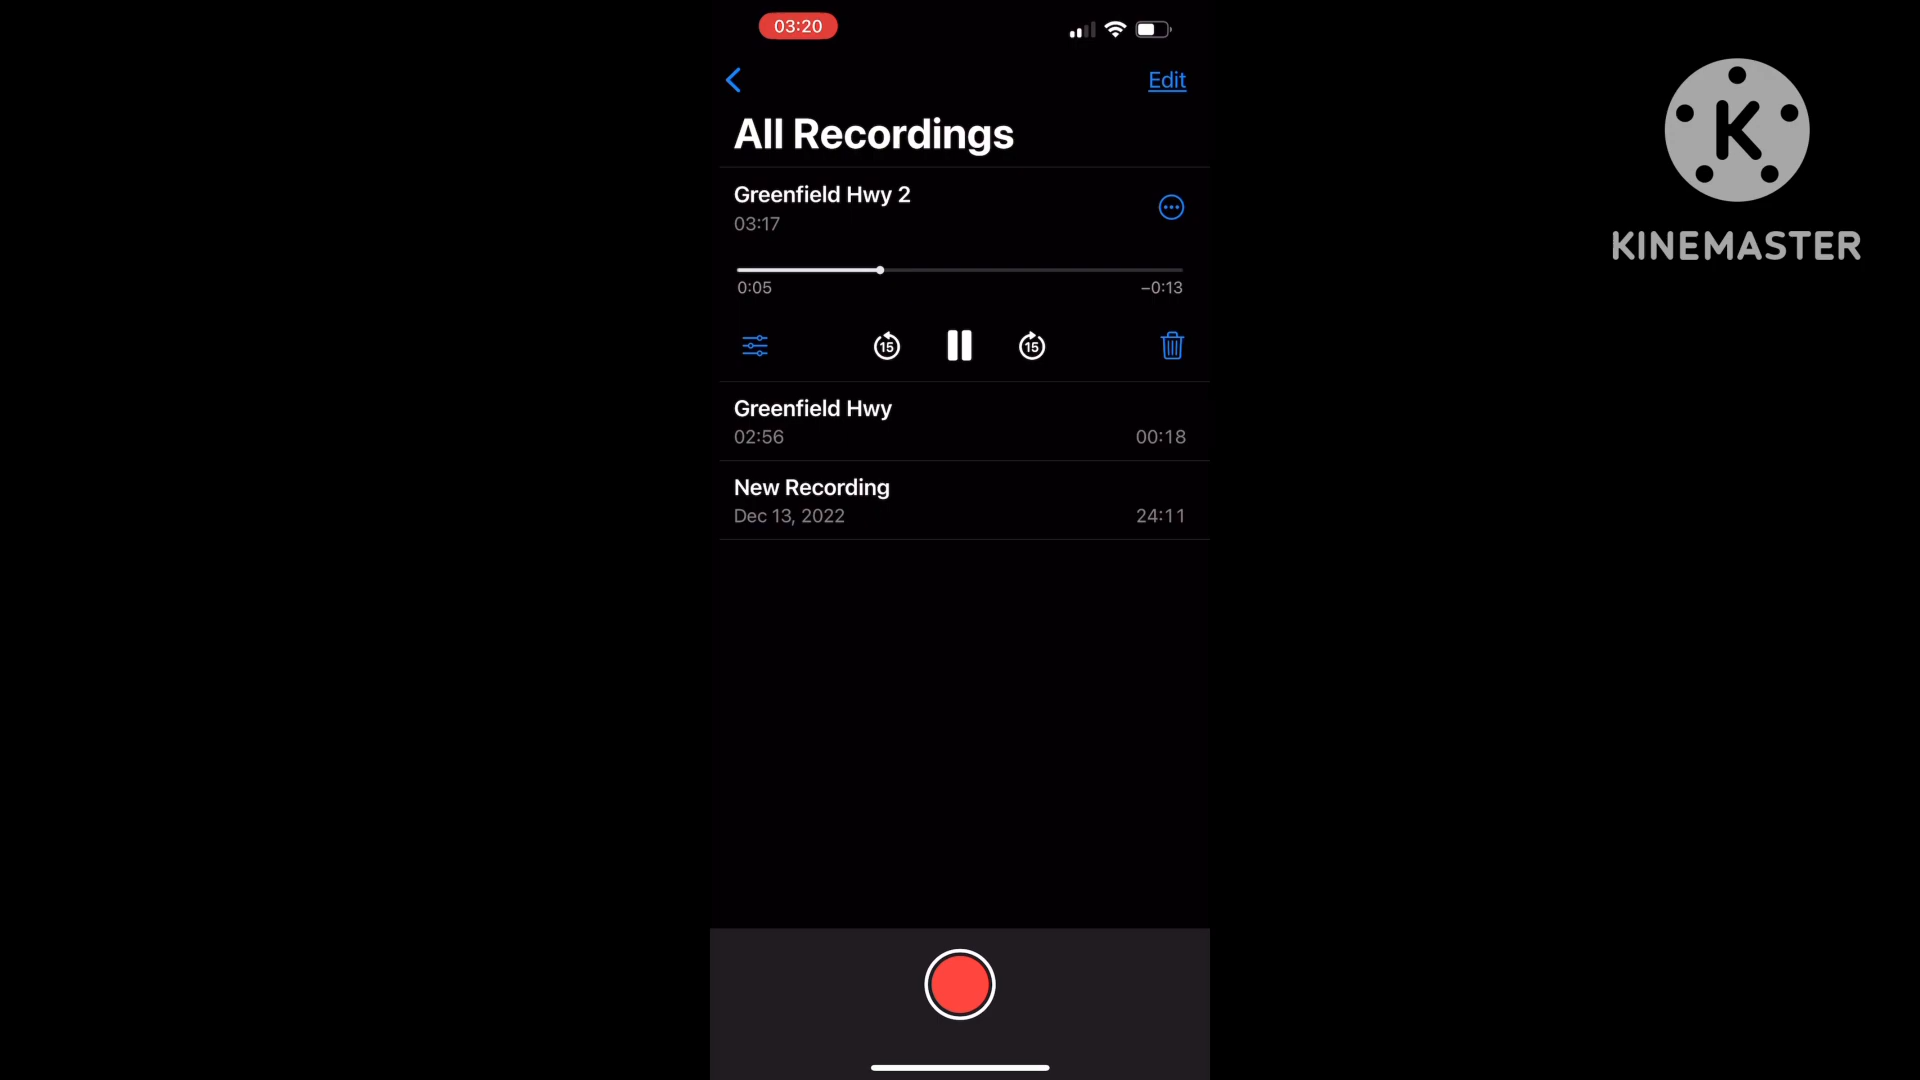 03:20
Edit
All Recordings
Greenfield Hwy 2
03:17
0:05 –0:13
15 15
Greenfield Hwy
02:56 00:18
New Recording
Dec 13, 2022 24:11
K
KINEMASTER